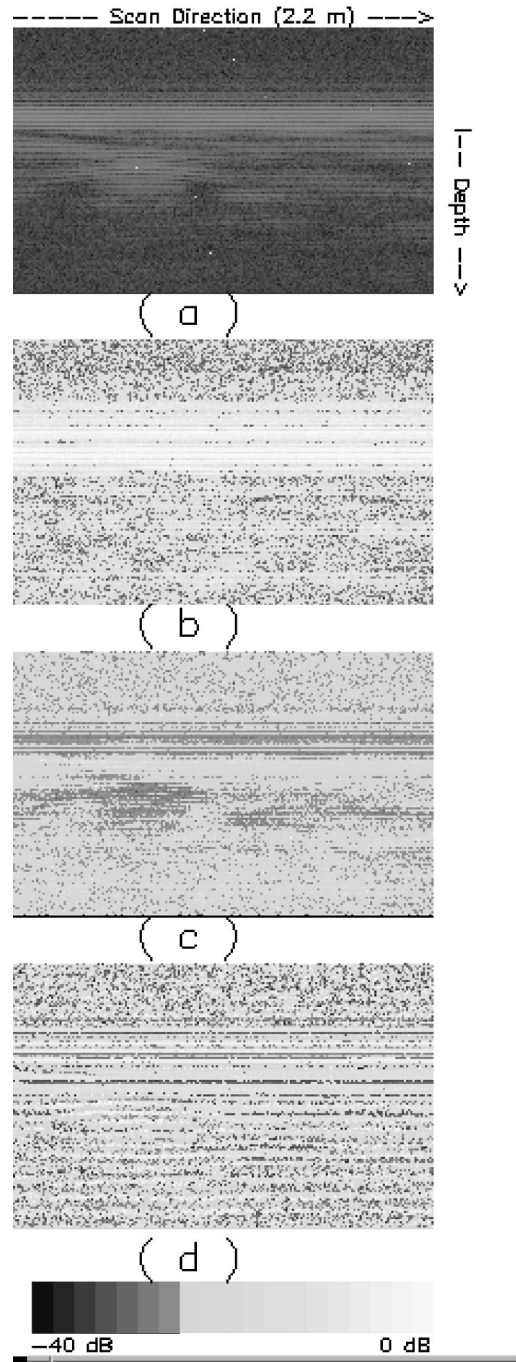 ----- Scan Direction (2.2 m) --->
|-- Depth --->
( a )
( b )
( c )
( d )
-40 dB 0 dB